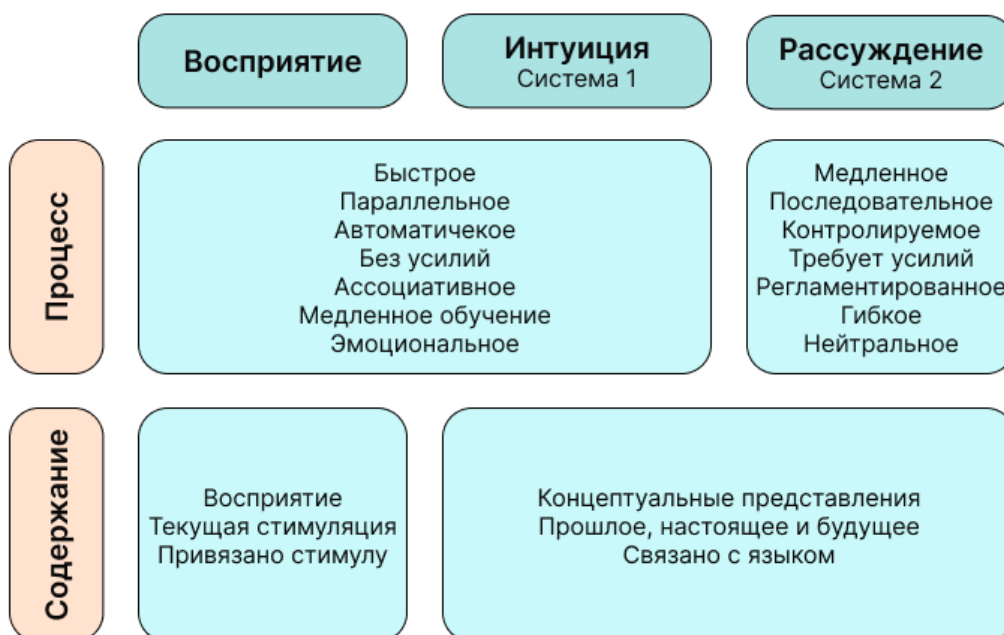 Восприятие
Интуиция
Система 1
Рассуждение
Система 2
Процесс
Быстрое
Параллельное
Автоматичекое
Без усилий
Ассоциативное
Медленное обучение
Эмоциональное
Медленное
Последовательное
Контролируемое
Требует усилий
Регламентированное
Гибкое
Нейтральное
Содержание
Восприятие
Текущая стимуляция
Привязано стимулу
Концептуальные представления
Прошлое, настоящее и будущее
Связано с языком